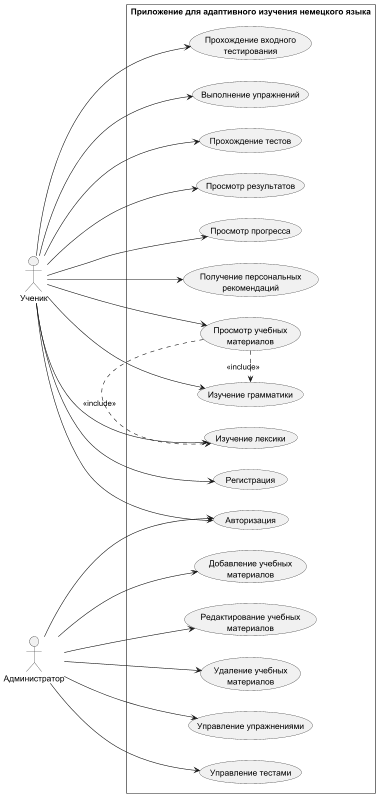 Приложение для адаптивного изучения немецкого языка
Прохождение входного
тестирования
Выполнение упражнений
Прохождение тестов
Просмотр результатов
Просмотр прогресса
Ученик
Получение персональных
рекомендаций
Просмотр учебных
материалов
«include»
Изучение грамматики
«include»
Изучение лексики
Регистрация
Авторизация
Добавление учебных
материалов
Редактирование учебных
материалов
Администратор
Удаление учебных
материалов
Управление упражнениями
Управление тестами